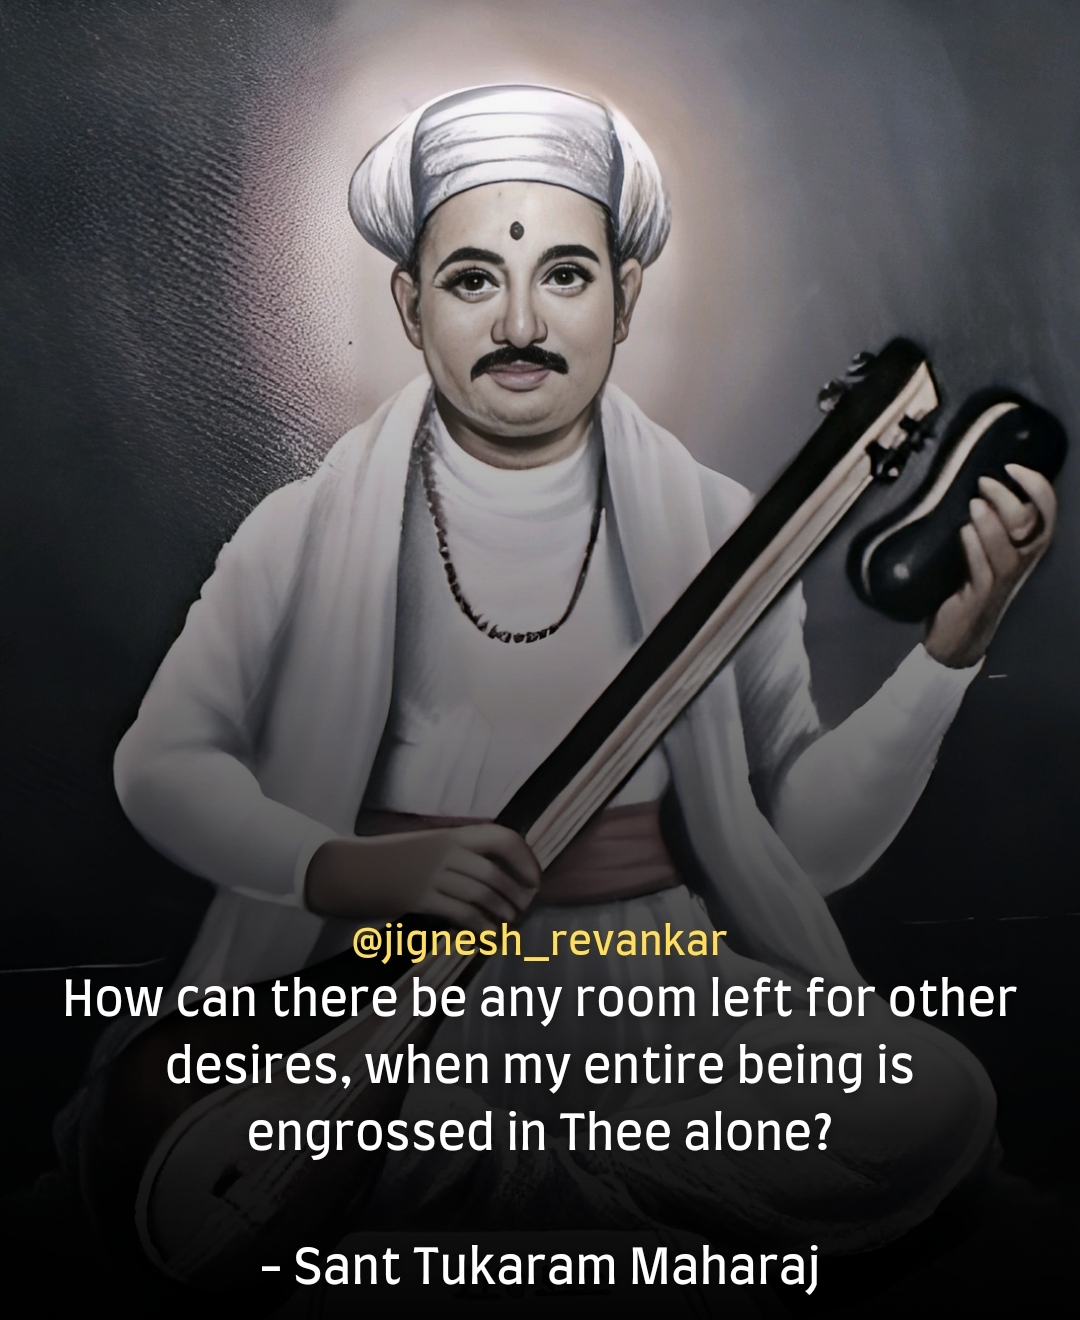 @jignesh_revankar
How can there be any room left for other
desires, when my entire being is
engrossed in Thee alone?
- Sant Tukaram Maharaj